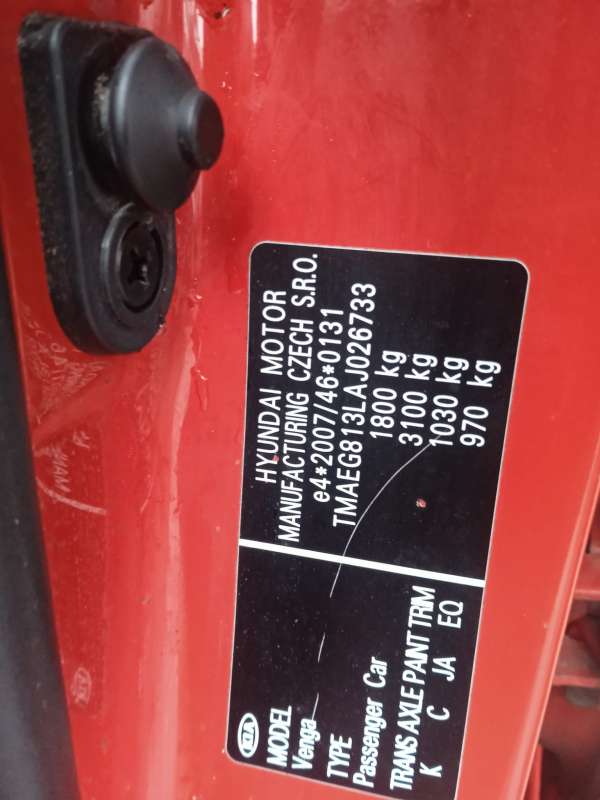 HYUNDAI MOTOR
MANUFACTURING CZECH S.R.O.
e4*2007/46*0131
TMAEG813LAJ026733
1800 kg
3100 kg
1030 kg
970 kg
KIA
MODEL
Venga
TYPE
Passenger Car
TRANS AXLE PAINT TRIM
K C JA EQ